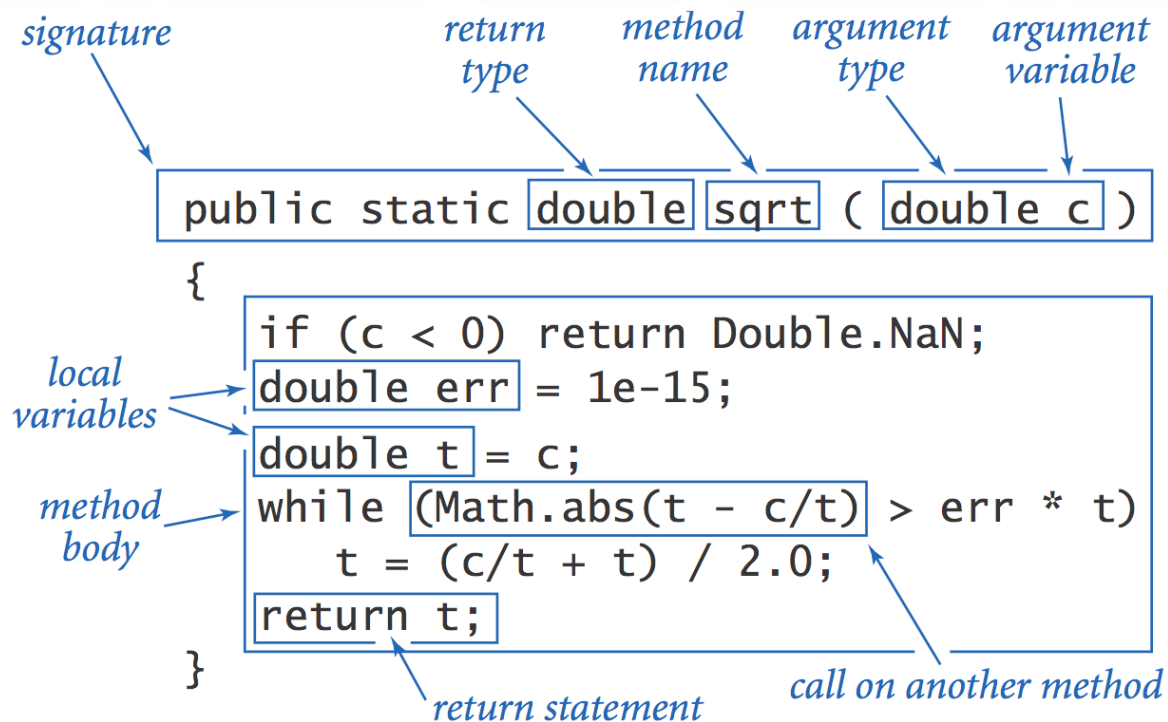 signature
return type
method name
argument type
argument variable
public static double sqrt ( double c )
{
if (c < 0) return Double.NaN;
local variables
double err = 1e-15;
double t = c;
method body
while (Math.abs(t - c/t) > err * t)
t = (c/t + t) / 2.0;
return t;
}
return statement
call on another method